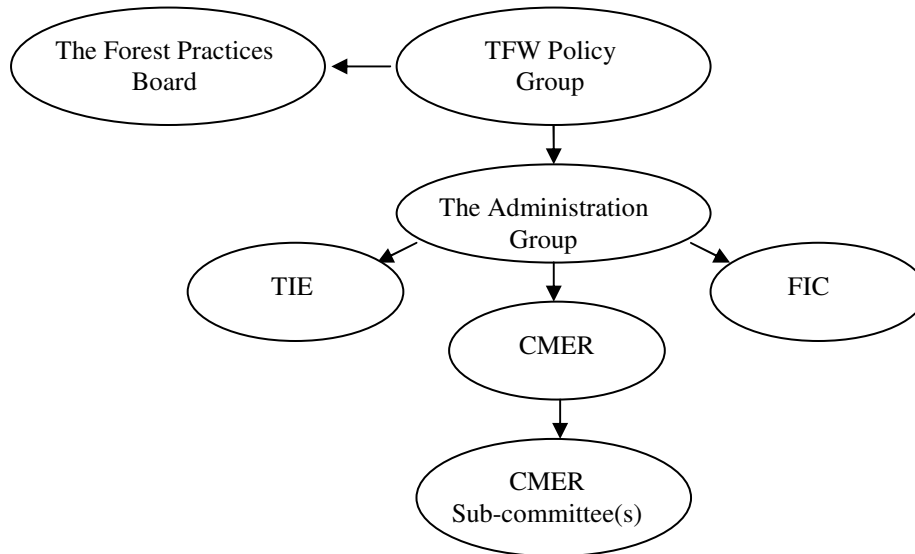 The Forest Practices
Board
TFW Policy
Group
The Administration
Group
TIE
FIC
CMER
CMER
Sub-committee(s)